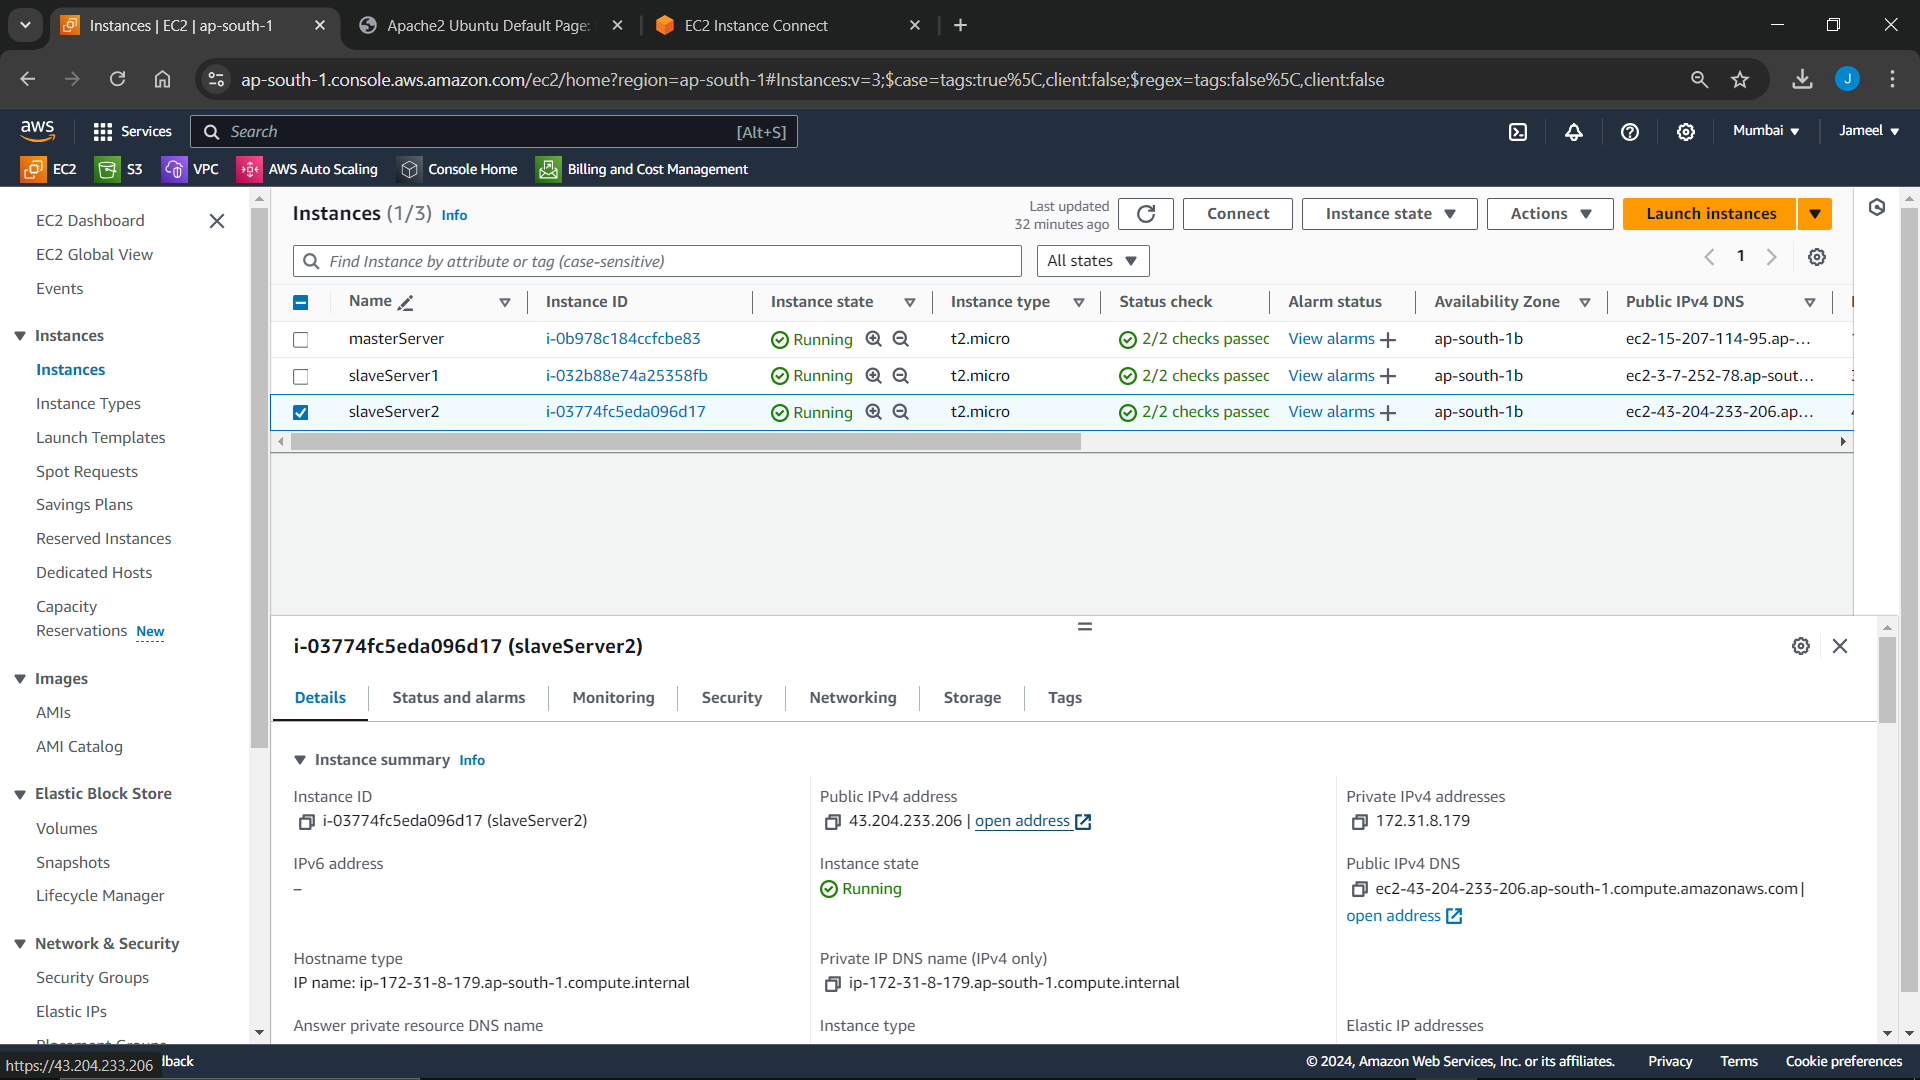 Instances | EC2 | ap-south-1
Apache2 Ubuntu Default Page:
EC2 Instance Connect
ap-south-1.console.aws.amazon.com/ec2/home?region=ap-south-1#Instances:v=3;$case=tags:true%5C,client:false;$regex=tags:false%5C,client:false
J
aws
Services
Search
[Alt+S]
Mumbai
Jameel
EC2
S3
VPC
AWS Auto Scaling
Console Home
Billing and Cost Management
EC2 Dashboard
EC2 Global View
Events
Instances
Instances
Instance Types
Launch Templates
Spot Requests
Savings Plans
Reserved Instances
Dedicated Hosts
Capacity
Reservations New
Images
AMIs
AMI Catalog
Elastic Block Store
Volumes
Snapshots
Lifecycle Manager
Network & Security
Security Groups
Elastic IPs
Instances (1/3) Info
Last updated
32 minutes ago
Connect
Instance state
Actions
Launch instances
Find Instance by attribute or tag (case-sensitive)
All states
1
Name Instance ID Instance state Instance type Status check Alarm status Availability Zone Public IPv4 DNS
masterServer i-0b978c184ccfcbe83 Running t2.micro 2/2 checks passed View alarms ap-south-1b ec2-15-207-114-95.ap-...
slaveServer1 i-032b88e74a25358fb Running t2.micro 2/2 checks passed View alarms ap-south-1b ec2-3-7-252-78.ap-sout...
slaveServer2 i-03774fc5eda096d17 Running t2.micro 2/2 checks passed View alarms ap-south-1b ec2-43-204-233-206.ap...
i-03774fc5eda096d17 (slaveServer2)
Details
Status and alarms
Monitoring
Security
Networking
Storage
Tags
Instance summary Info
Instance ID
i-03774fc5eda096d17 (slaveServer2)
Public IPv4 address
43.204.233.206 | open address
Private IPv4 addresses
172.31.8.179
IPv6 address
–
Instance state
Running
Public IPv4 DNS
ec2-43-204-233-206.ap-south-1.compute.amazonaws.com |
open address
Hostname type
IP name: ip-172-31-8-179.ap-south-1.compute.internal
Private IP DNS name (IPv4 only)
ip-172-31-8-179.ap-south-1.compute.internal
Answer private resource DNS name
Instance type
Elastic IP addresses
https://43.204.233.206
dback
© 2024, Amazon Web Services, Inc. or its affiliates.
Privacy
Terms
Cookie preferences